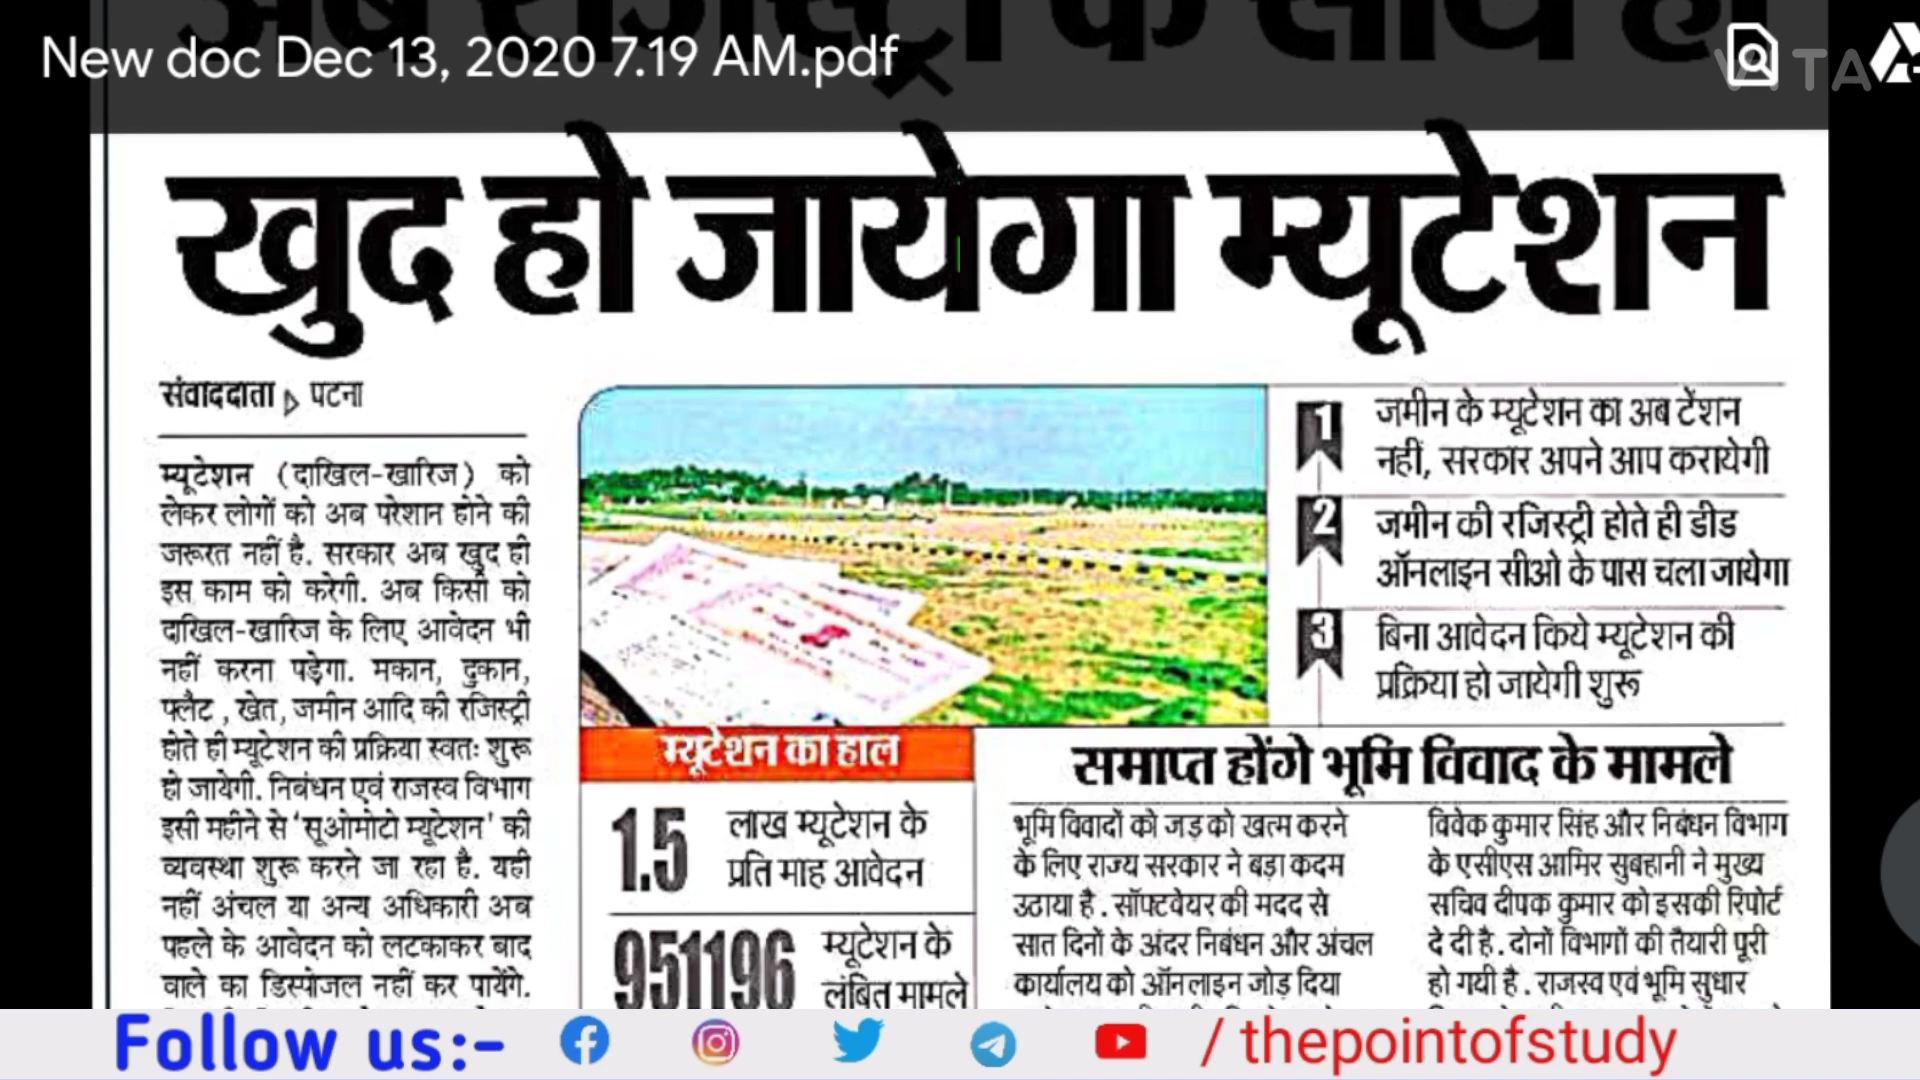 अब रजिस्ट्री के साथ ही
New doc Dec 13, 2020 7.19 AM.pdf
VITA
खुद हो जायेगा म्यूटेशन
संवाददाता ▷ पटना
म्यूटेशन (दाखिल-खारिज) को
लेकर लोगों को अब परेशान होने की
जरूरत नहीं है. सरकार अब खुद ही
इस काम को करेगी. अब किसी को
दाखिल-खारिज के लिए आवेदन भी
नहीं करना पड़ेगा. मकान, दुकान,
फ्लैट , खेत, जमीन आदि की रजिस्ट्री
होते ही म्यूटेशन की प्रक्रिया स्वतः शुरू
हो जायेगी. निबंधन एवं राजस्व विभाग
इसी महीने से 'सूओमोटो म्यूटेशन' की
व्यवस्था शुरू करने जा रहा है. यही
नहीं अंचल या अन्य अधिकारी अब
पहले के आवेदन को लटकाकर बाद
वाले का डिस्पोजल नहीं कर पायेंगे.
1 जमीन के म्यूटेशन का अब टेंशन
नहीं, सरकार अपने आप करायेगी
2 जमीन की रजिस्ट्री होते ही डीड
ऑनलाइन सीओ के पास चला जायेगा
3 बिना आवेदन किये म्यूटेशन की
प्रक्रिया हो जायेगी शुरू
म्यूटेशन का हाल
1.5 लाख म्यूटेशन के
प्रति माह आवेदन
951196 म्यूटेशन के
लंबित मामले
समाप्त होंगे भूमि विवाद के मामले
भूमि विवादों को जड़ को खत्म करने
के लिए राज्य सरकार ने बड़ा कदम
उठाया है . सॉफ्टवेयर की मदद से
सात दिनों के अंदर निबंधन और अंचल
कार्यालय को ऑनलाइन जोड़ दिया
विवेक कुमार सिंह और निबंधन विभाग
के एसीएस आमिर सुबहानी ने मुख्य
सचिव दीपक कुमार को इसकी रिपोर्ट
दे दी है . दोनों विभागों की तैयारी पूरी
हो गयी है . राजस्व एवं भूमि सुधार
Follow us:- / thepointofstudy